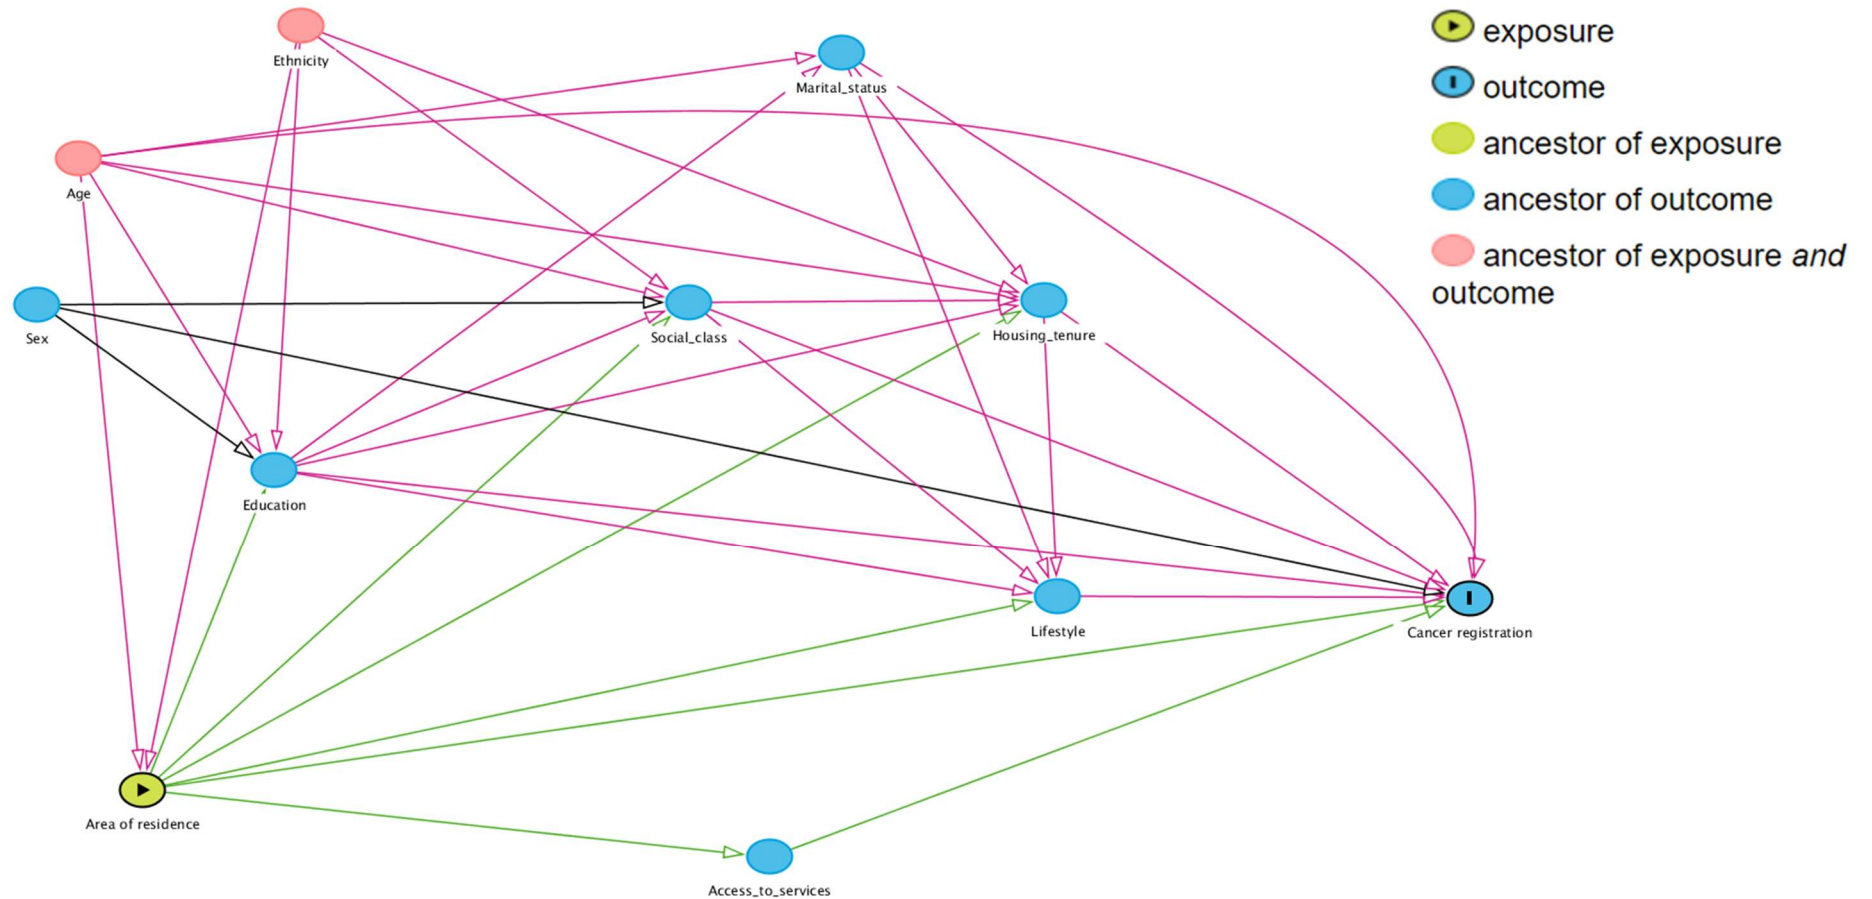 Ethnicity
Marital_status
Age
Sex
Social_class
Housing_tenure
Education
Lifestyle
Cancer registration
Area of residence
Access_to_services
exposure
outcome
ancestor of exposure
ancestor of outcome
ancestor of exposure and
outcome